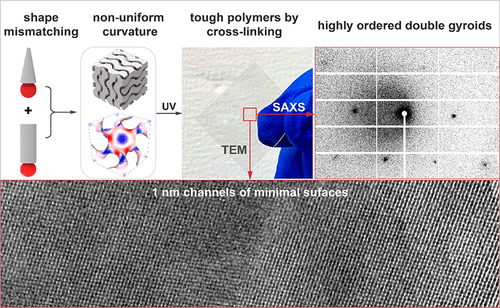 shape
mismatching
non-uniform
curvature
tough polymers by
cross-linking
highly ordered double gyroids
+
UV
SAXS
TEM
1 nm channels of minimal sufaces